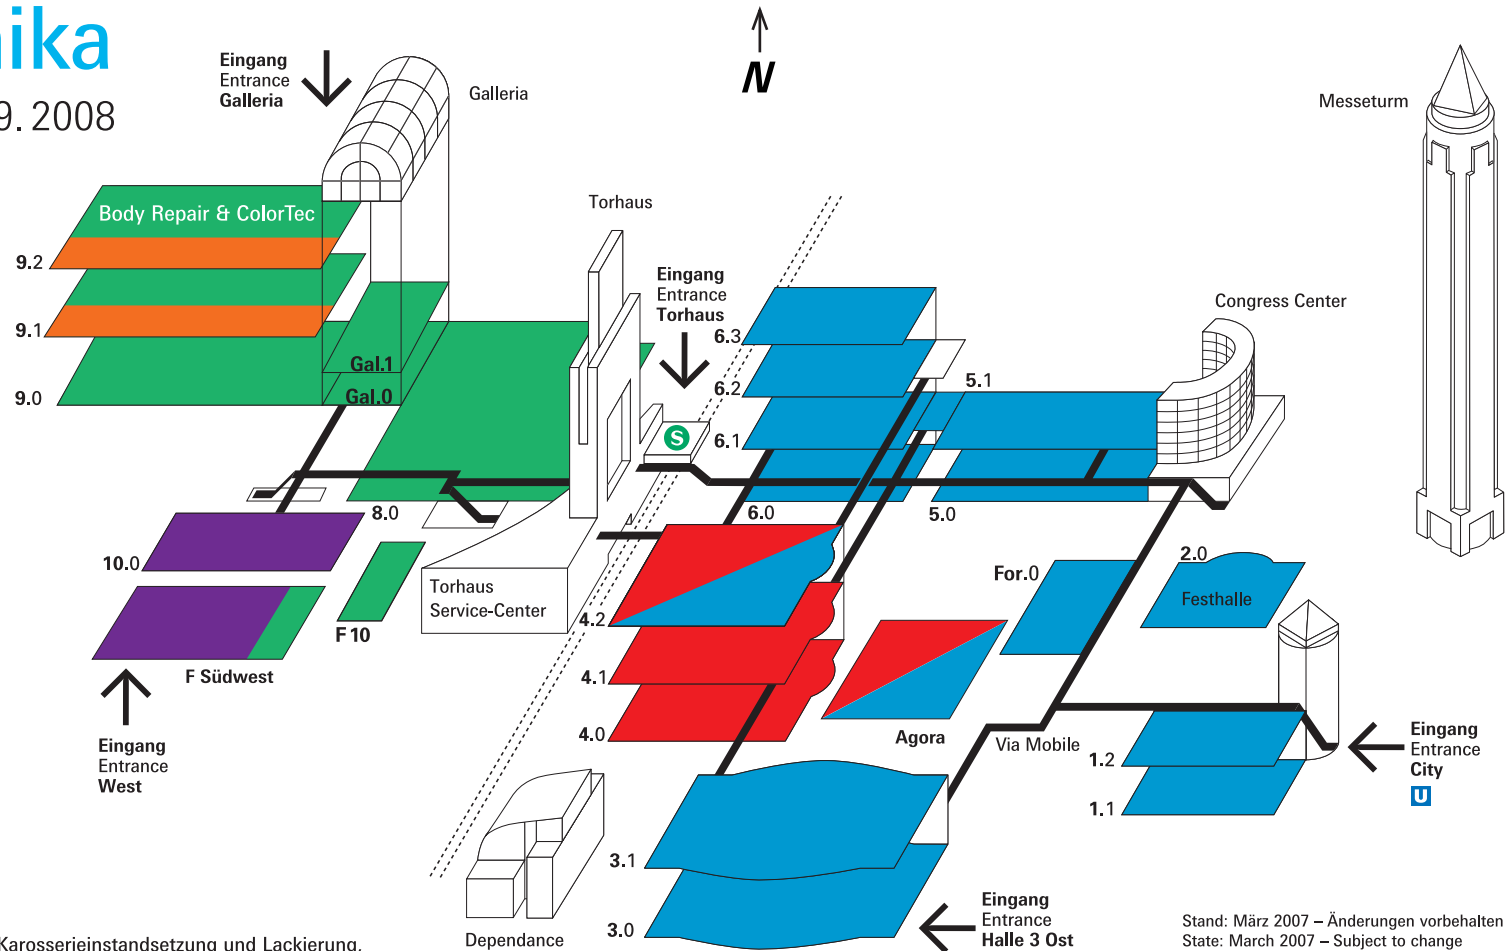 9. 2008
Eingang
Entrance
Galleria
Galleria
N
Messeturm
Body Repair & ColorTec
Torhaus
9.2
Eingang
Entrance
Torhaus
Congress Center
9.1
6.3
Gal.1
6.2
5.1
9.0
Gal.0
S
6.1
8.0
6.0
5.0
10.0
2.0
For.0
Torhaus
Service-Center
Festhalle
F 10
4.2
F Südwest
4.1
Eingang
Entrance
West
4.0
Agora
Via Mobile
Eingang
Entrance
City
U
1.2
1.1
3.1
3.0
Eingang
Entrance
Halle 3 Ost
Dependance
Karosserieinstandsetzung und Lackierung,
Stand: März 2007 – Änderungen vorbehalten
State: March 2007 – Subject to change